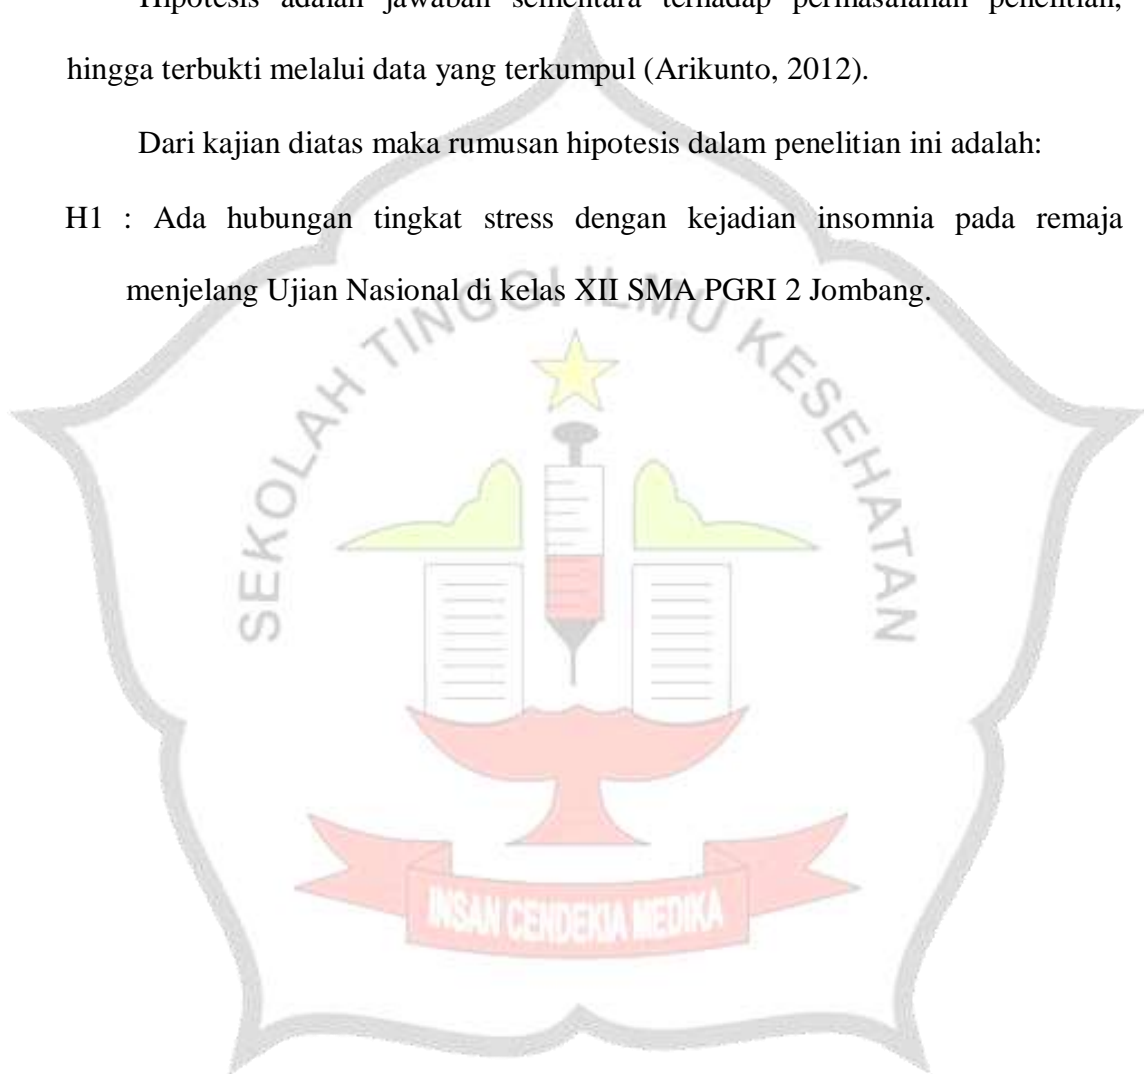 Hipotesis adalah jawaban sementara terhadap permasalahan penelitian,
hingga terbukti melalui data yang terkumpul (Arikunto, 2012).
Dari kajian diatas maka rumusan hipotesis dalam penelitian ini adalah:
H1 : Ada hubungan tingkat stress dengan kejadian insomnia pada remaja
menjelang Ujian Nasional di kelas XII SMA PGRI 2 Jombang.
SEKOLAH TINGGI ILMU KESEHATAN
INSAN CENDEKIA MEDIKA